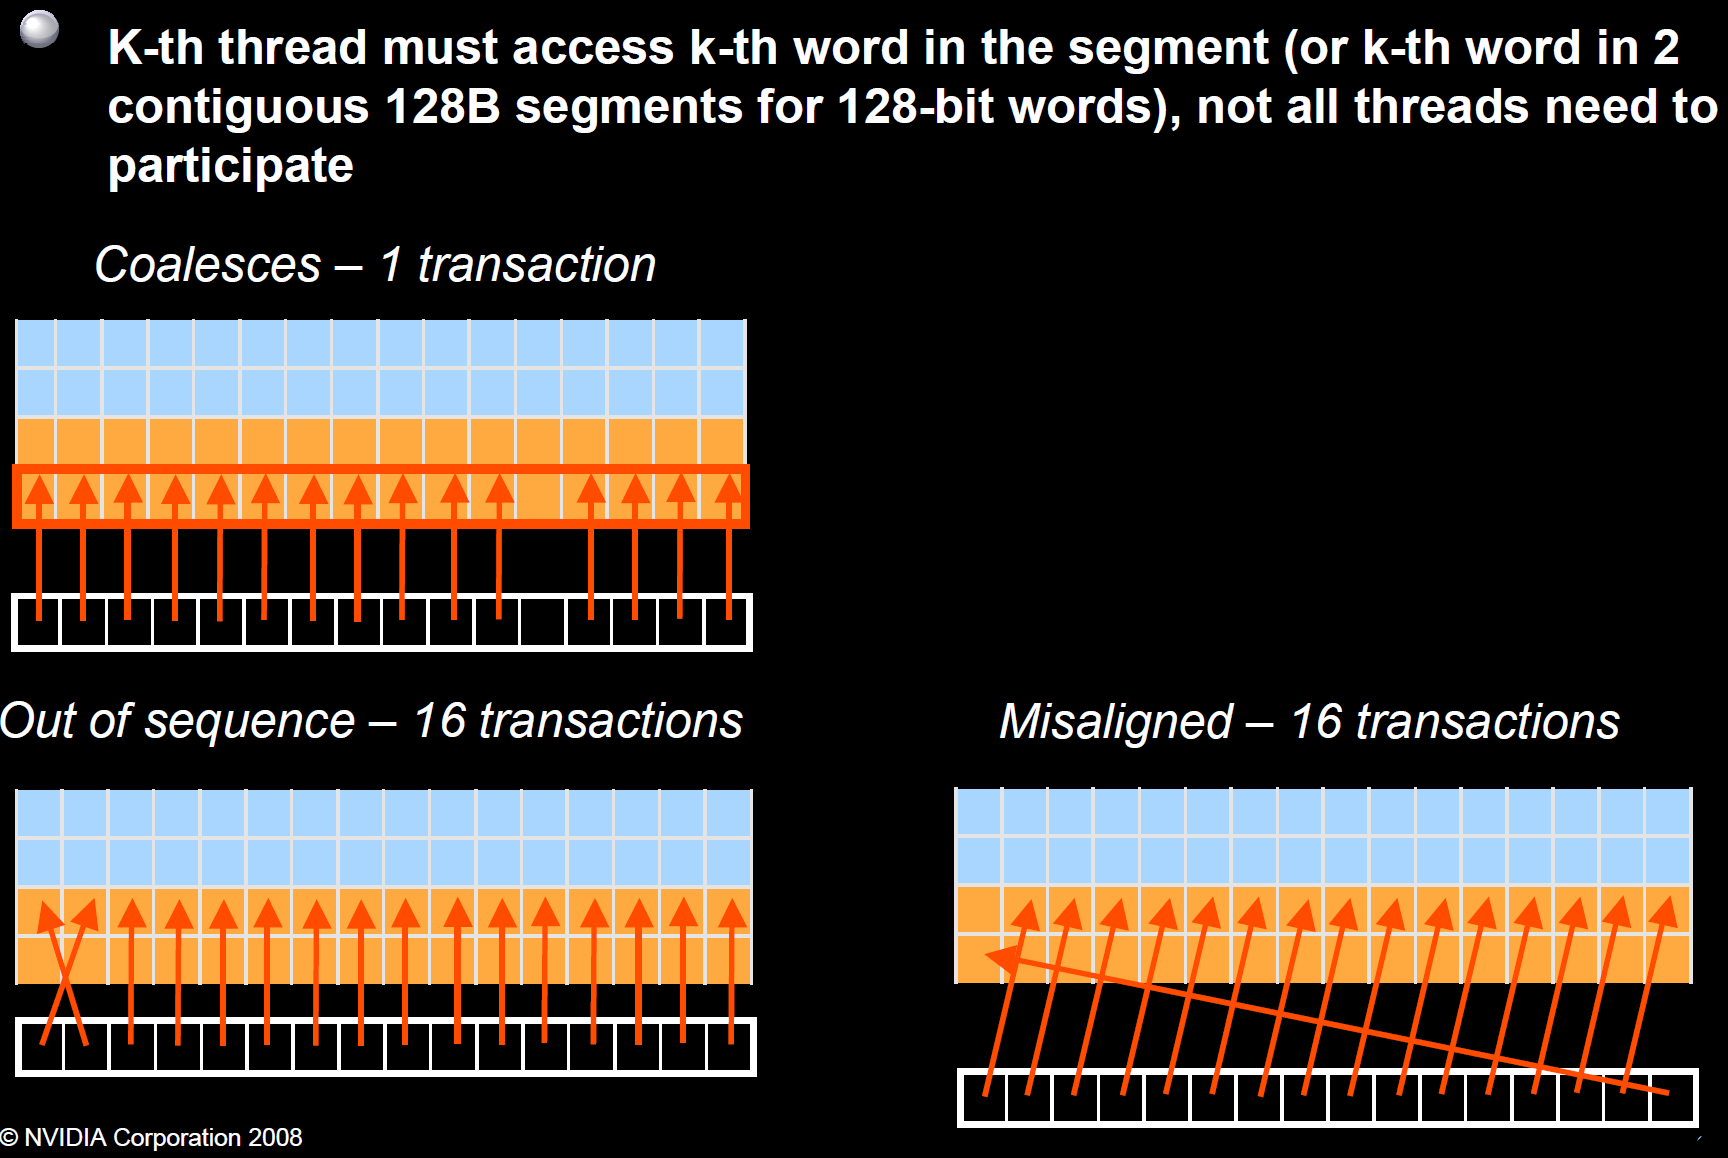 K-th thread must access k-th word in the segment (or k-th word in 2
contiguous 128B segments for 128-bit words), not all threads need to
participate
Coalesces – 1 transaction
Out of sequence – 16 transactions
Misaligned – 16 transactions
© NVIDIA Corporation 2008